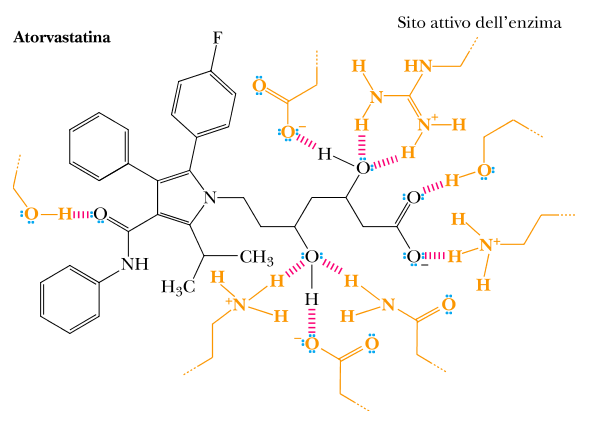 Sito attivo dell'enzima
Atorvastatina
F
H HN
O N
O− H N+ H
H H
O H O
N O
H
O H O
H
O O− H N+
H
NH CH3 O H
H3C H H
+N H H N O
H H
−O O